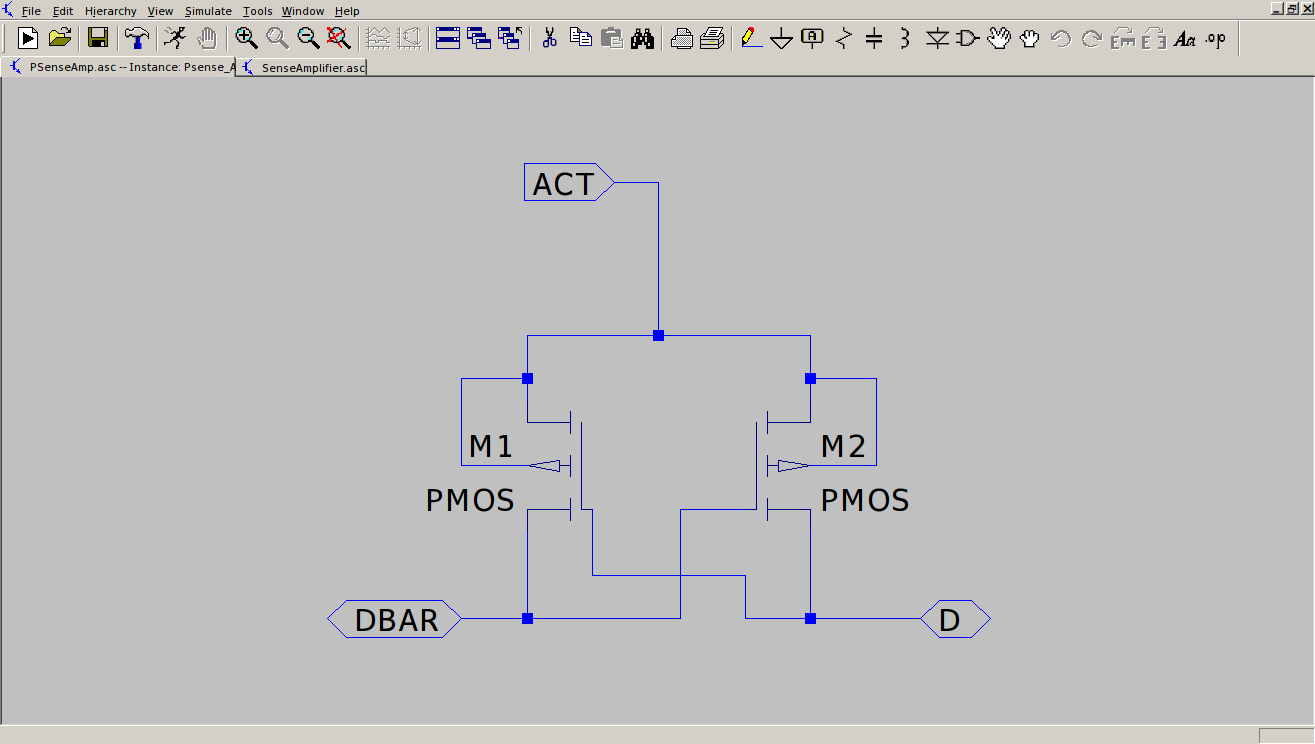 File Edit Hierarchy View Simulate Tools Window Help
A Aa .op
PSenseAmp.asc -- Instance: Psense_A SenseAmplifier.asc
ACT
M1 M2
PMOS PMOS
DBAR D